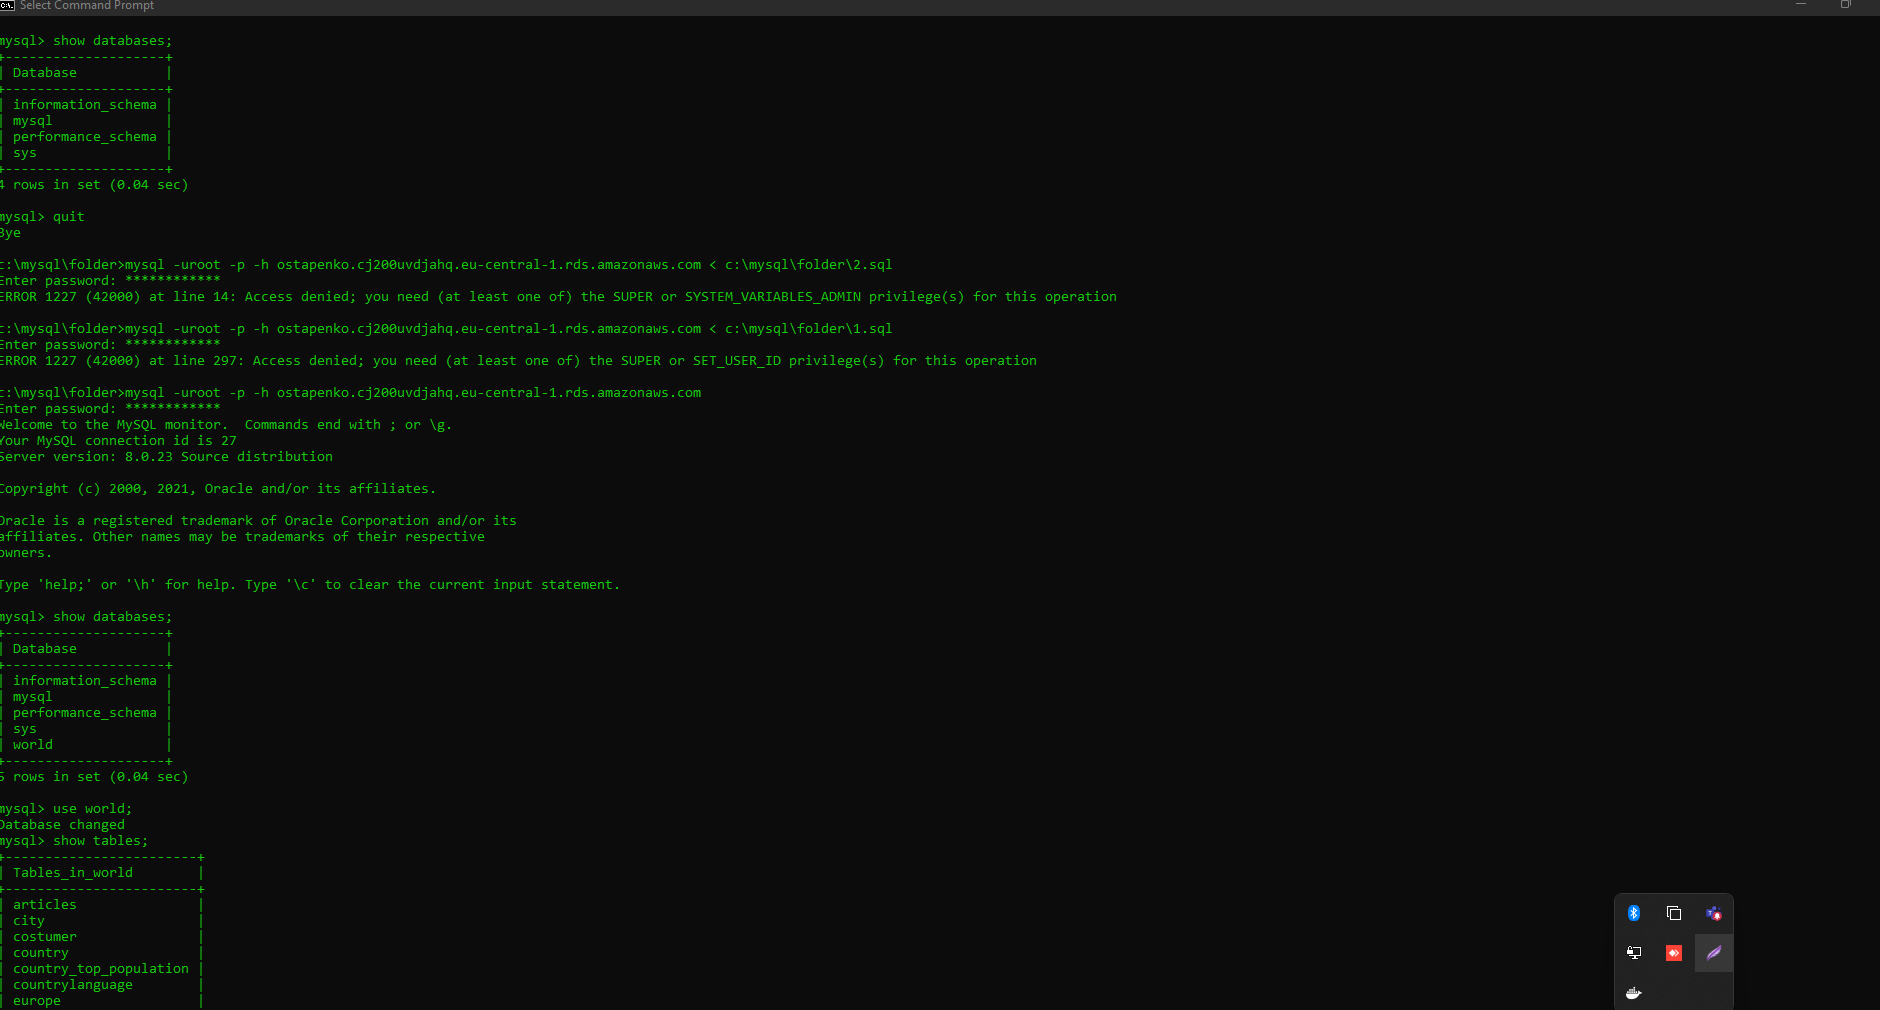 Select Command Prompt
mysql> show databases;
+--------------------+
| Database           |
+--------------------+
| information_schema |
| mysql              |
| performance_schema |
| sys                |
+--------------------+
4 rows in set (0.04 sec)
mysql> quit
Bye
c:\mysql\folder>mysql -uroot -p -h ostapenko.cj200uvdjahq.eu-central-1.rds.amazonaws.com < c:\mysql\folder\2.sql
Enter password: ************
ERROR 1227 (42000) at line 14: Access denied; you need (at least one of) the SUPER or SYSTEM_VARIABLES_ADMIN privilege(s) for this operation
c:\mysql\folder>mysql -uroot -p -h ostapenko.cj200uvdjahq.eu-central-1.rds.amazonaws.com < c:\mysql\folder\1.sql
Enter password: ************
ERROR 1227 (42000) at line 297: Access denied; you need (at least one of) the SUPER or SET_USER_ID privilege(s) for this operation
c:\mysql\folder>mysql -uroot -p -h ostapenko.cj200uvdjahq.eu-central-1.rds.amazonaws.com
Enter password: ************
Welcome to the MySQL monitor.  Commands end with ; or \g.
Your MySQL connection id is 27
Server version: 8.0.23 Source distribution
Copyright (c) 2000, 2021, Oracle and/or its affiliates.
Oracle is a registered trademark of Oracle Corporation and/or its
affiliates. Other names may be trademarks of their respective
owners.
Type 'help;' or '\h' for help. Type '\c' to clear the current input statement.
mysql> show databases;
+--------------------+
| Database           |
+--------------------+
| information_schema |
| mysql              |
| performance_schema |
| sys                |
| world              |
+--------------------+
5 rows in set (0.04 sec)
mysql> use world;
Database changed
mysql> show tables;
+------------------------+
| Tables_in_world        |
+------------------------+
| articles               |
| city                   |
| costumer               |
| country                |
| country_top_population |
| countrylanguage        |
| europe                 |